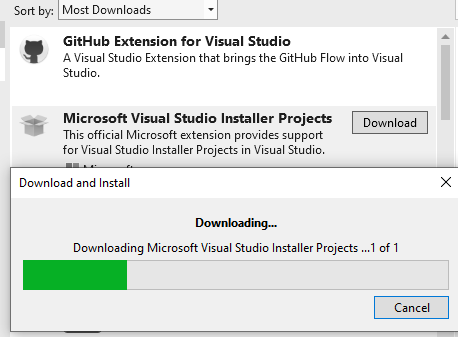 Sort by: Most Downloads
GitHub Extension for Visual Studio
A Visual Studio Extension that brings the GitHub Flow into Visual
Studio.
Microsoft Visual Studio Installer Projects
Download
This official Microsoft extension provides support
for Visual Studio Installer Projects in Visual Studio.
Microsoft
Download and Install
Downloading...
Downloading Microsoft Visual Studio Installer Projects ...1 of 1
Cancel